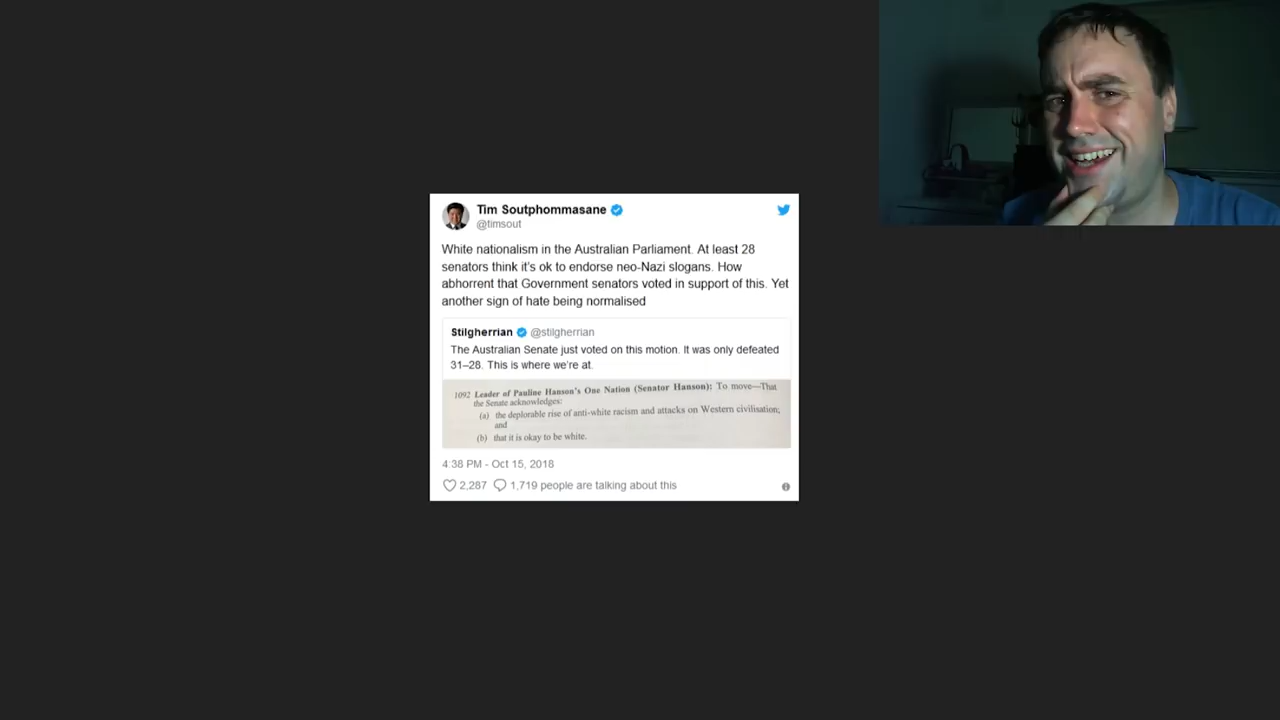 Tim Soutphommasane
@timsout
White nationalism in the Australian Parliament. At least 28
senators think it's ok to endorse neo-Nazi slogans. How
abhorrent that Government senators voted in support of this. Yet
another sign of hate being normalised
Stilgherrian @stilgherrian
The Australian Senate just voted on this motion. It was only defeated
31–28. This is where we're at.
1092 Leader of Pauline Hanson's One Nation (Senator Hanson): To move—That
the Senate acknowledges:
(a) the deplorable rise of anti-white racism and attacks on Western civilisation;
and
(b) that it is okay to be white.
4:38 PM - Oct 15, 2018
2,287 1,719 people are talking about this